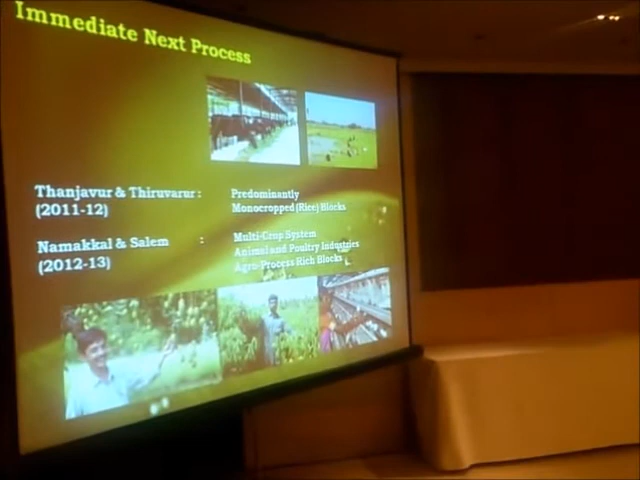 Immediate Next Process
Thanjavur & Thiruvarur : Predominantly
(2011-12) Monocropped (Rice) Blocks
Namakkal & Salem : Multi-Crop System
(2012-13) Animal and Poultry Industries
Agro-Process Rich Blocks